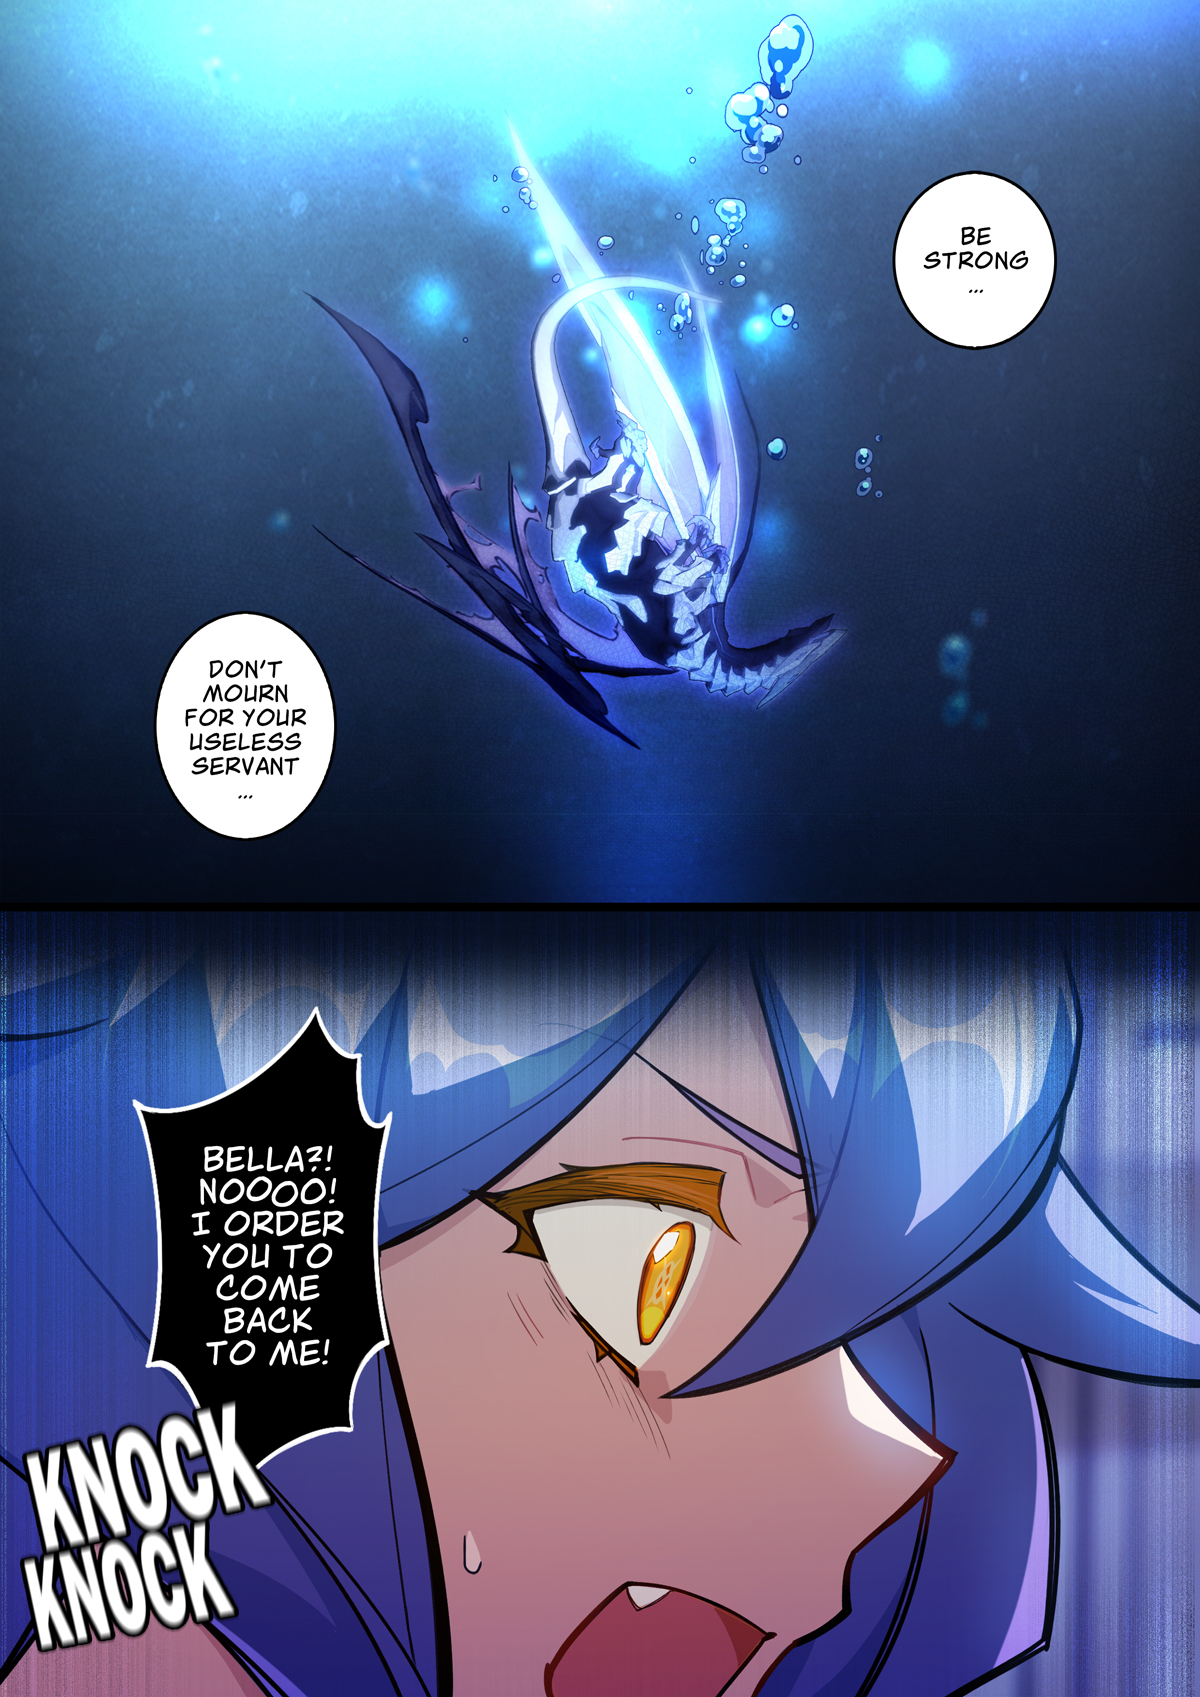 BE
STRONG
...
DON'T
MOURN
FOR YOUR
USELESS
SERVANT
...
BELLA?!
NOOOO!
I ORDER
YOU TO
COME
BACK
TO ME!
KNOCK
KNOCK